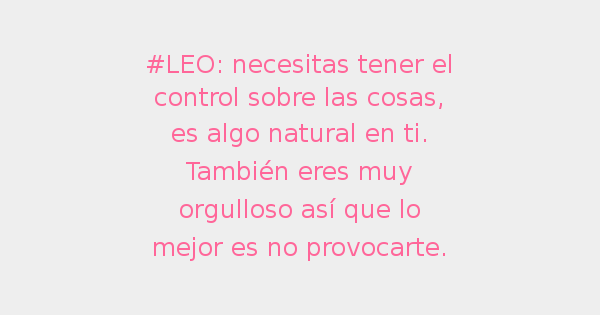 #LEO: necesitas tener el
control sobre las cosas,
es algo natural en ti.
También eres muy
orgulloso así que lo
mejor es no provocarte.